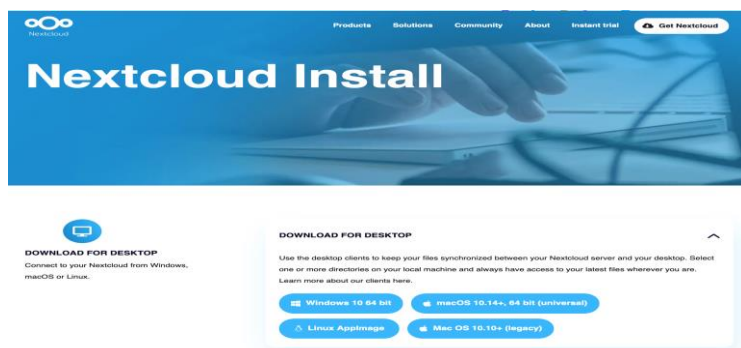 Nextcloud
Products Solutions Community About Instant trial Get Nextcloud
Nextcloud Install
DOWNLOAD FOR DESKTOP
Connect to your Nextcloud from Windows,
macOS or Linux.
DOWNLOAD FOR DESKTOP
Use the desktop clients to keep your files synchronized between your Nextcloud server and your desktop. Select
one or more directories on your local machine and always have access to your latest files wherever you are.
Learn more about our clients here.
Windows 10 64 bit macOS 10.14+, 64 bit (universal)
Linux AppImage Mac OS 10.10+ (legacy)